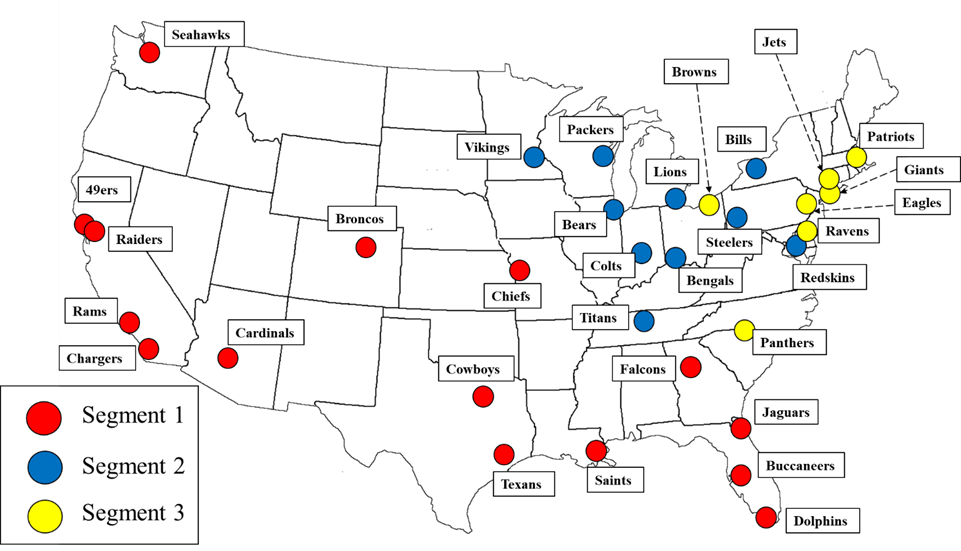 Seahawks
Jets
Browns
Packers
Bills
Vikings
Patriots
Lions
Giants
49ers
Eagles
Broncos
Bears
Ravens
Raiders
Steelers
Colts
Bengals
Redskins
Chiefs
Rams
Titans
Cardinals
Panthers
Chargers
Cowboys
Falcons
Jaguars
Segment 1
Segment 2
Buccaneers
Texans
Saints
Segment 3
Dolphins